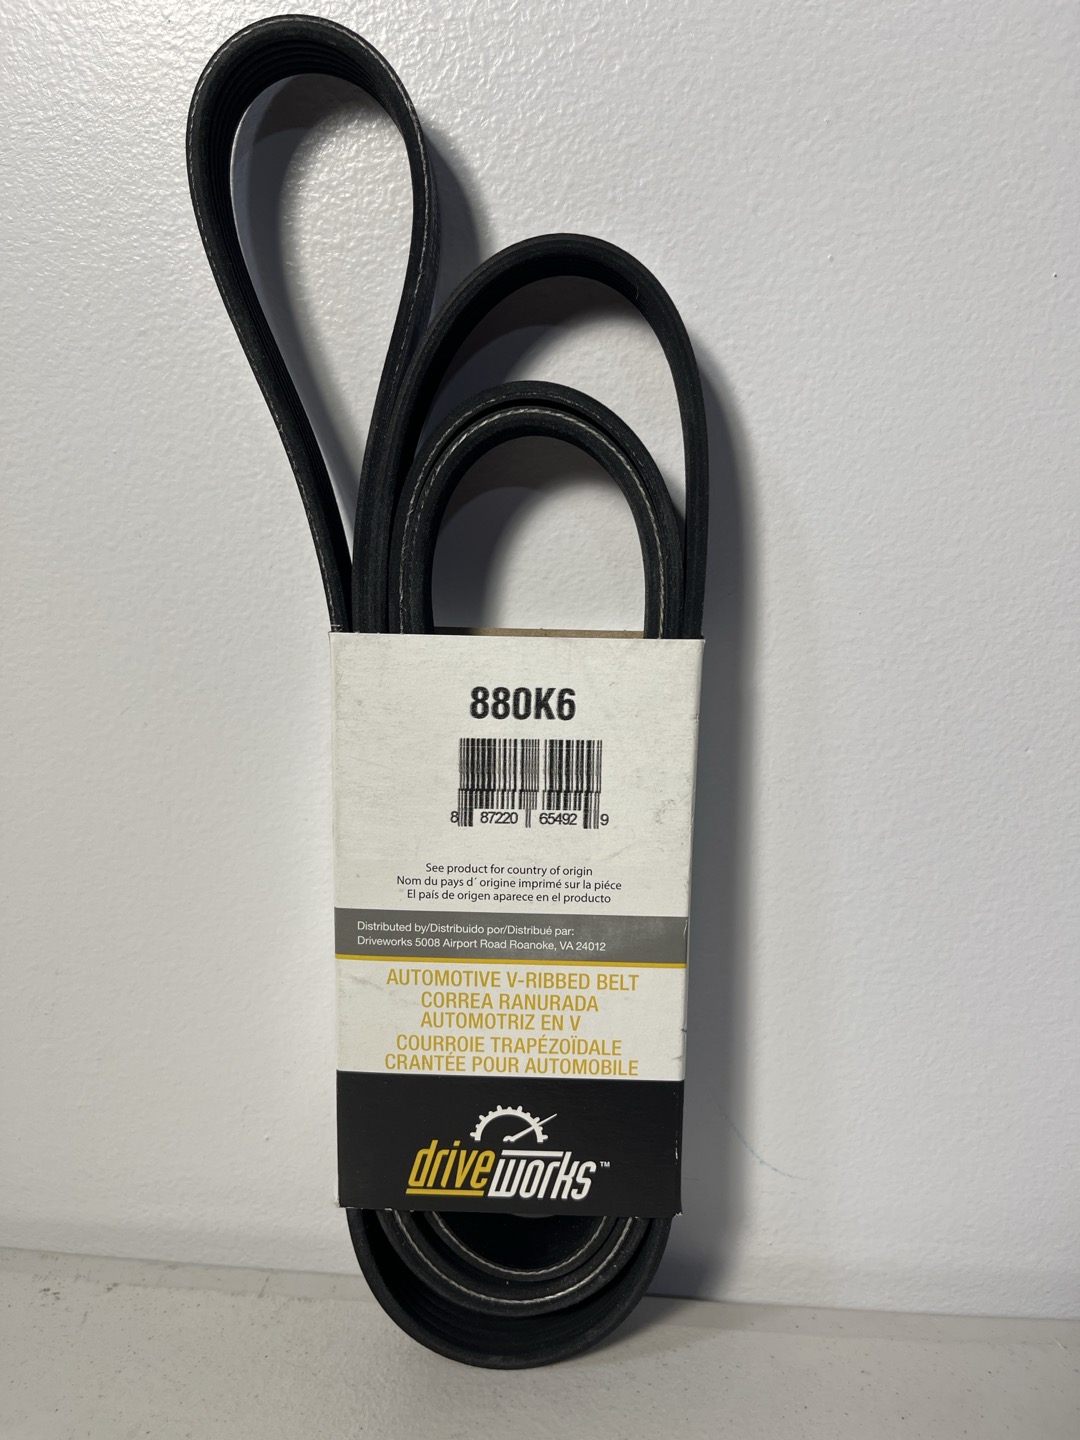 880K6
8 87220 65492 9
See product for country of origin
Nom du pays d´ origine imprimé sur la piéce
El país de origen aparece en el producto
Distributed by/Distribuido por/Distribué par:
Driveworks 5008 Airport Road Roanoke, VA 24012
AUTOMOTIVE V-RIBBED BELT
CORREA RANURADA
AUTOMOTRIZ EN V
COURROIE TRAPÉZOÏDALE
CRANTÉE POUR AUTOMOBILE
driveworks™